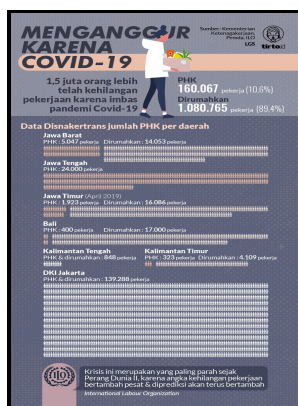 MENGANGGUR
KARENA
COVID-19
Sumber: Kementerian
Ketenagakerjaan,
Pemda, ILO
LGS
tirto.id
1,5 juta orang lebih
telah kehilangan
pekerjaan karena imbas
pandemi Covid-19
PHK
160.067 pekerja (10,6%)
Dirumahkan
1.080.765 pekerja (89,4%)
Data Disnakertrans jumlah PHK per daerah
Jawa Barat
PHK : 5.047 pekerja Dirumahkan : 14.053 pekerja
Jawa Tengah
PHK : 24.000 pekerja
Jawa Timur (April 2019)
PHK : 1.923 pekerja Dirumahkan : 16.086 pekerja
Bali
PHK : 400 pekerja Dirumahkan : 17.000 pekerja
Kalimantan Tengah
PHK & dirumahkan : 848 pekerja
Kalimantan Timur
PHK : 323 pekerja Dirumahkan : 4.109 pekerja
DKI Jakarta
PHK & dirumahkan : 139.288 pekerja
ILO
Krisis ini merupakan yang paling parah sejak
Perang Dunia II, karena angka kehilangan pekerjaan
bertambah pesat & diprediksi akan terus bertambah
International Labour Organization